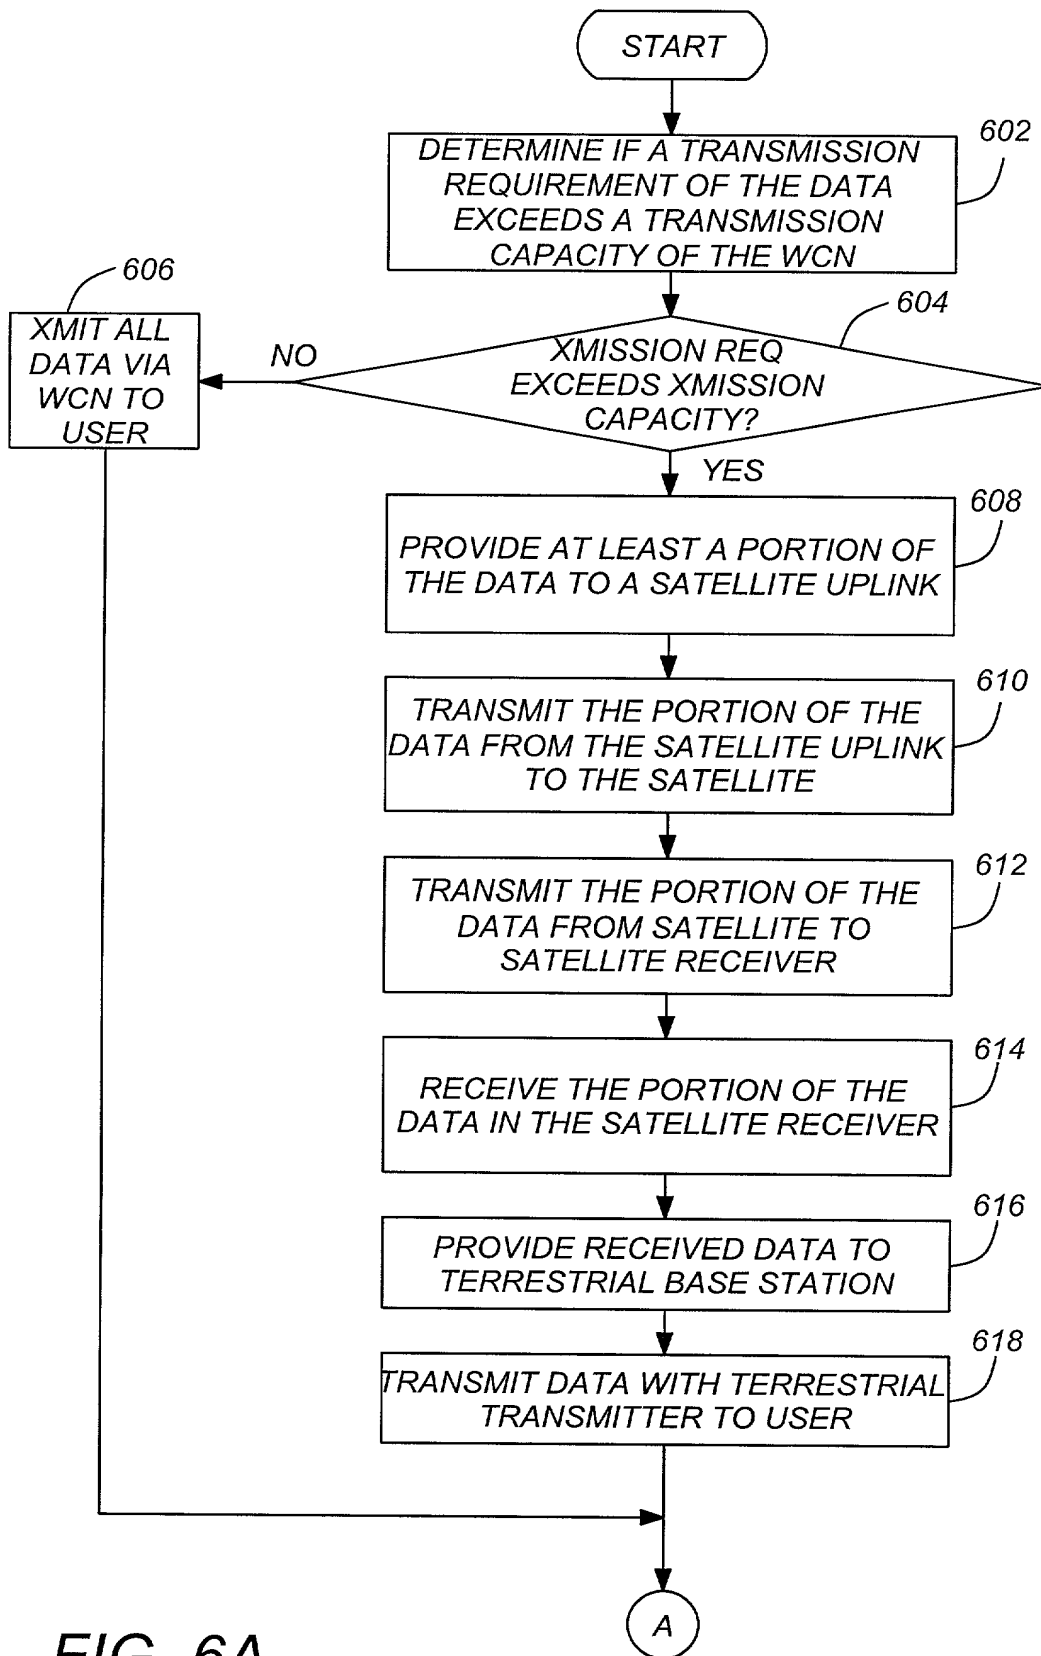 START
602
DETERMINE IF A TRANSMISSION
REQUIREMENT OF THE DATA
EXCEEDS A TRANSMISSION
CAPACITY OF THE WCN
606
604
XMIT ALL
DATA VIA
WCN TO
USER
NO
XMISSION REQ
EXCEEDS XMISSION
CAPACITY?
YES
608
PROVIDE AT LEAST A PORTION OF
THE DATA TO A SATELLITE UPLINK
610
TRANSMIT THE PORTION OF THE
DATA FROM THE SATELLITE UPLINK
TO THE SATELLITE
612
TRANSMIT THE PORTION OF THE
DATA FROM SATELLITE TO
SATELLITE RECEIVER
614
RECEIVE THE PORTION OF THE
DATA IN THE SATELLITE RECEIVER
616
PROVIDE RECEIVED DATA TO
TERRESTRIAL BASE STATION
618
TRANSMIT DATA WITH TERRESTRIAL
TRANSMITTER TO USER
A
FIG. 6A